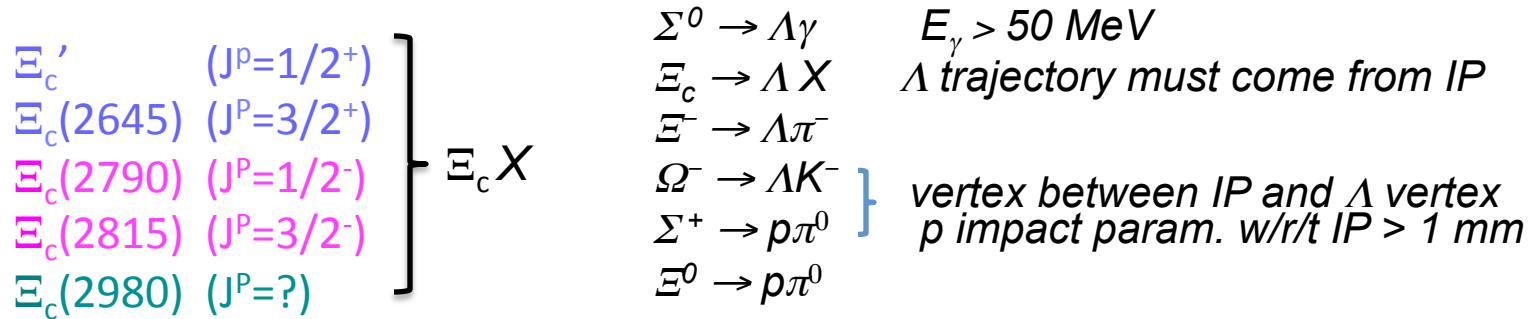 Ξc’ (Jᵖ=1/2⁺)
Ξc(2645) (Jᴾ=3/2⁺)
Ξc(2790) (Jᴾ=1/2⁻)
Ξc(2815) (Jᴾ=3/2⁻)
Ξc(2980) (Jᴾ=?)
Ξc X
Σ⁰ → Λγ Eγ > 50 MeV
Ξc → Λ X Λ trajectory must come from IP
Ξ⁻ → Λπ⁻
Ω⁻ → ΛK⁻
Σ⁺ → pπ⁰
Ξ⁰ → pπ⁰
vertex between IP and Λ vertex
p impact param. w/r/t IP > 1 mm